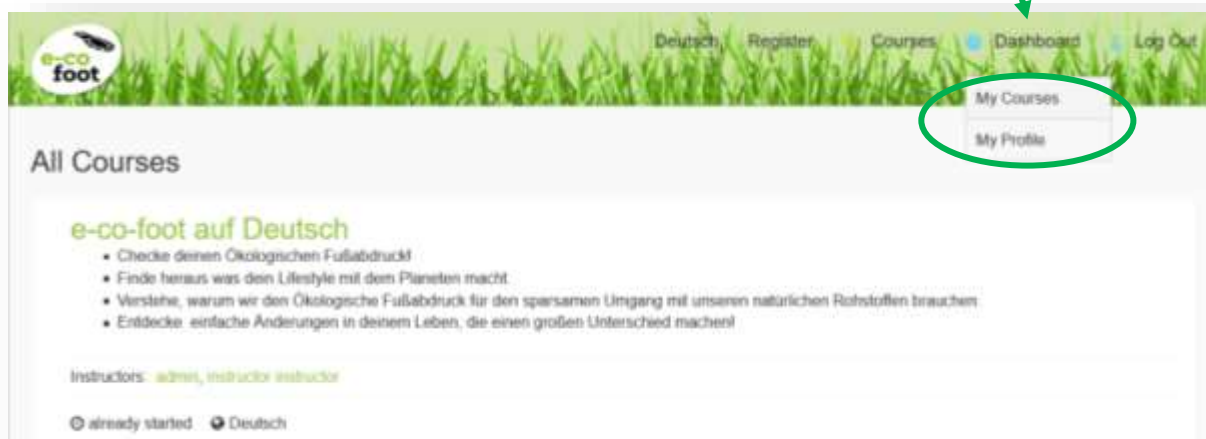 e-co
foot
Deutsch Register Courses Dashboard Log Out
My Courses
My Profile
All Courses
e-co-foot auf Deutsch
• Checke deinen Ökologischen Fußabdruck!
• Finde heraus was dein Lifestyle mit dem Planeten macht
• Verstehe, warum wir den Ökologische Fußabdruck für den sparsamen Umgang mit unseren natürlichen Rohstoffen brauchen
• Entdecke einfache Änderungen in deinem Leben, die einen großen Unterschied machen!
Instructors: admin, instructor instructor
already started Deutsch